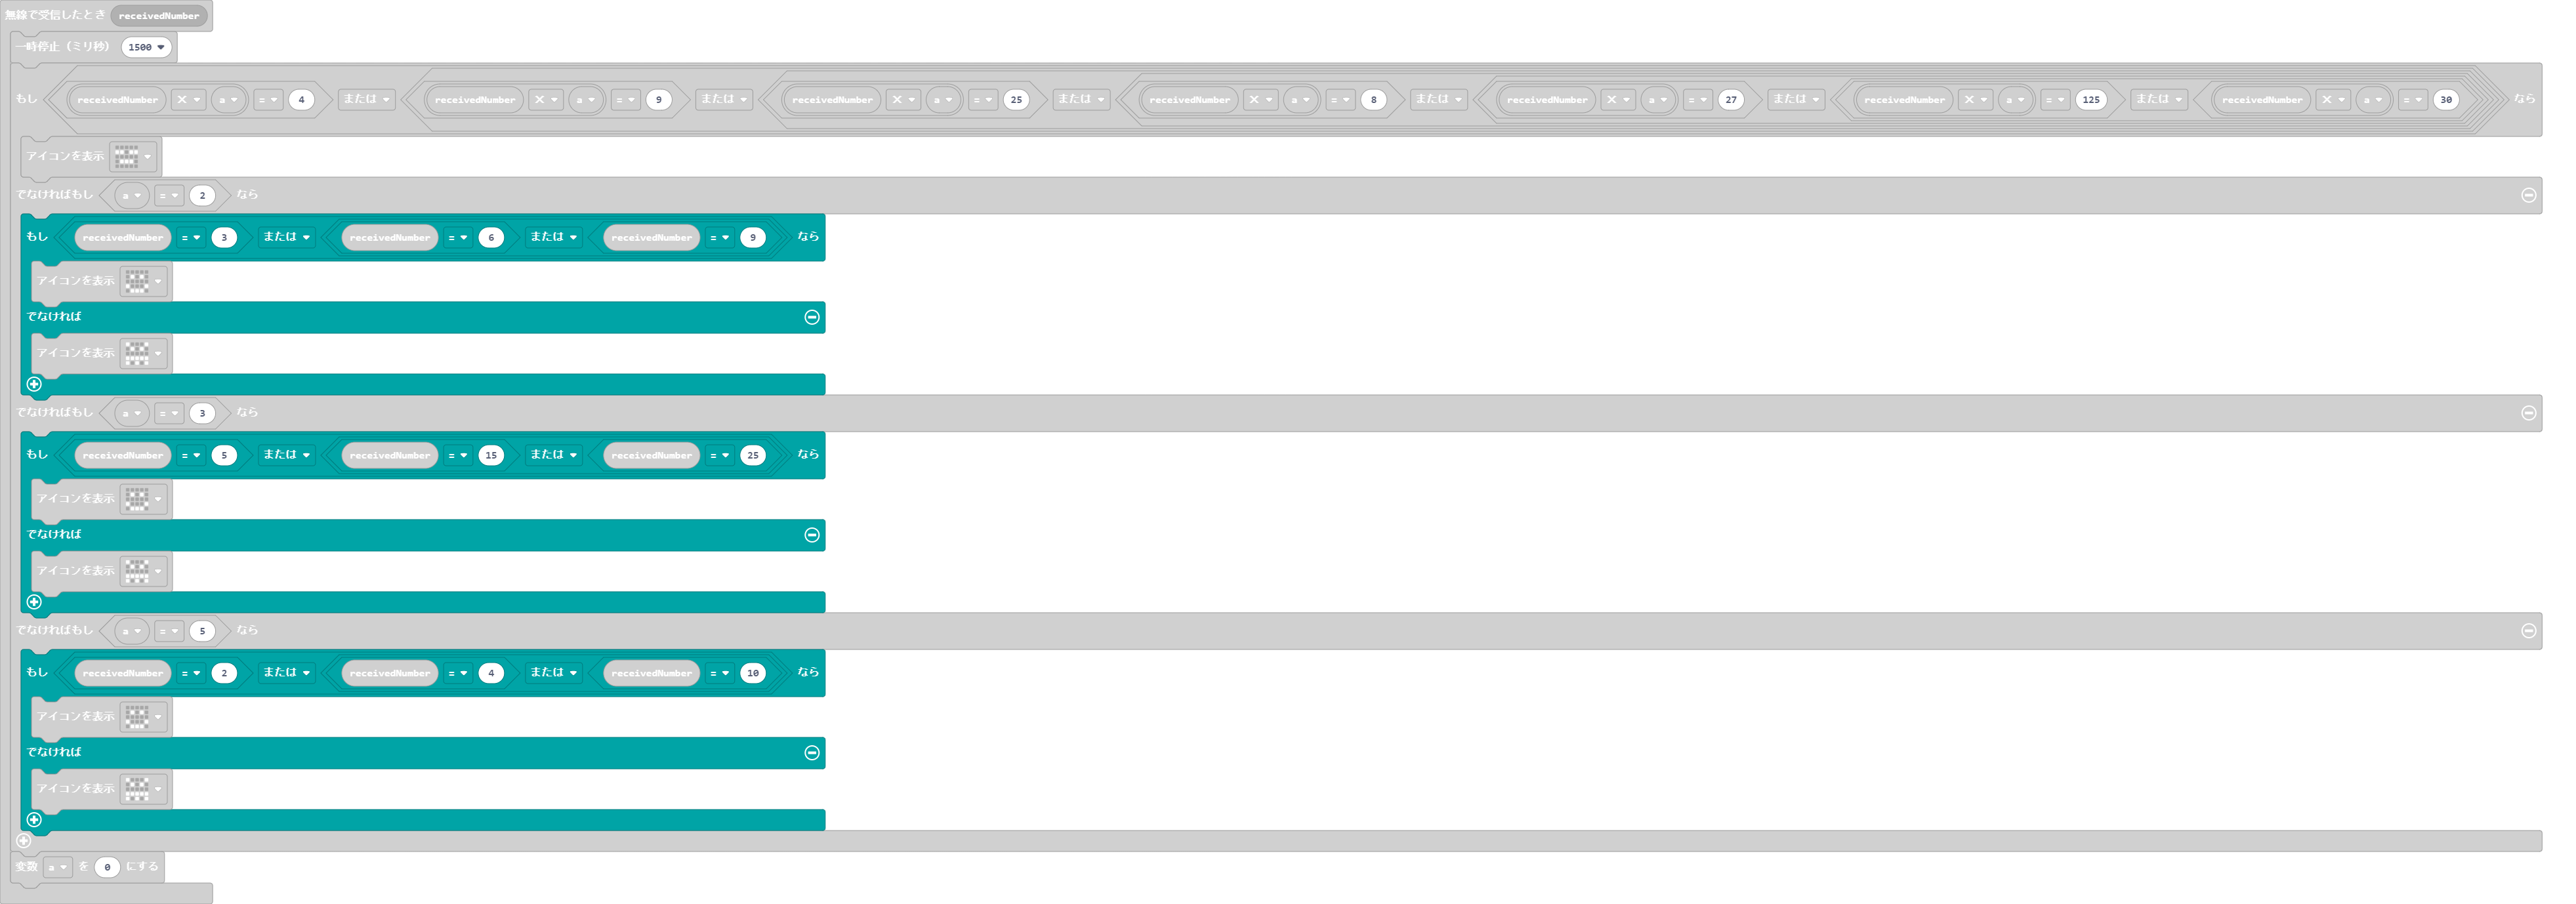 無線で受信したとき receivedNumber
一時停止（ミリ秒） 1500
もし receivedNumber × a = 4 または receivedNumber × a = 9 または receivedNumber × a = 25 または receivedNumber × a = 8 または receivedNumber × a = 27 または receivedNumber × a = 125 または receivedNumber × a = 30 なら
アイコンを表示
でなければもし a = 2 なら
もし receivedNumber = 3 または receivedNumber = 6 または receivedNumber = 9 なら
アイコンを表示
でなければ
アイコンを表示
でなければもし a = 3 なら
もし receivedNumber = 5 または receivedNumber = 15 または receivedNumber = 25 なら
アイコンを表示
でなければ
アイコンを表示
でなければもし a = 5 なら
もし receivedNumber = 2 または receivedNumber = 4 または receivedNumber = 10 なら
アイコンを表示
でなければ
アイコンを表示
変数 a を 0 にする